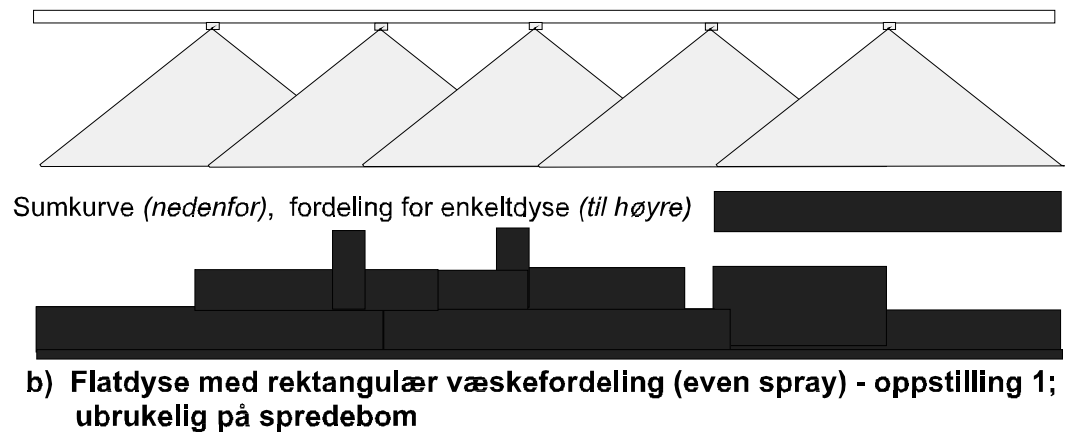 Sumkurve (nedenfor), fordeling for enkeltdyse (til høyre)
b) Flatdyse med rektangulær væskefordeling (even spray) - oppstilling 1;
ubrukelig på spredebom